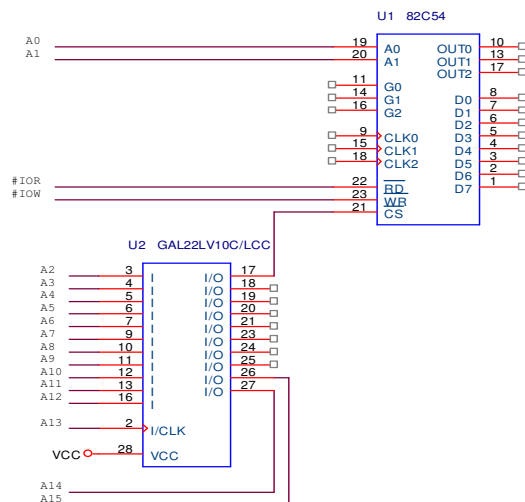 U1 82C54
A0 19 A0 OUT0 10
A1 20 A1 OUT1 13
OUT2 17
11 G0
14 G1 D0 8
16 G2 D1 7
D2 6
9 CLK0 D3 5
15 CLK1 D4 4
18 CLK2 D5 3
D6 2
#IOR 22 RD D7 1
#IOW 23 WR
21 CS
U2 GAL22LV10C/LCC
A2 3 I I/O 17
A3 4 I I/O 18
A4 5 I I/O 19
A5 6 I I/O 20
A6 7 I I/O 21
A7 9 I I/O 23
A8 10 I I/O 24
A9 11 I I/O 25
A10 12 I I/O 26
A11 13 I I/O 27
A12 16 I
A13 2 I/CLK
VCC 28 VCC
A14
A15